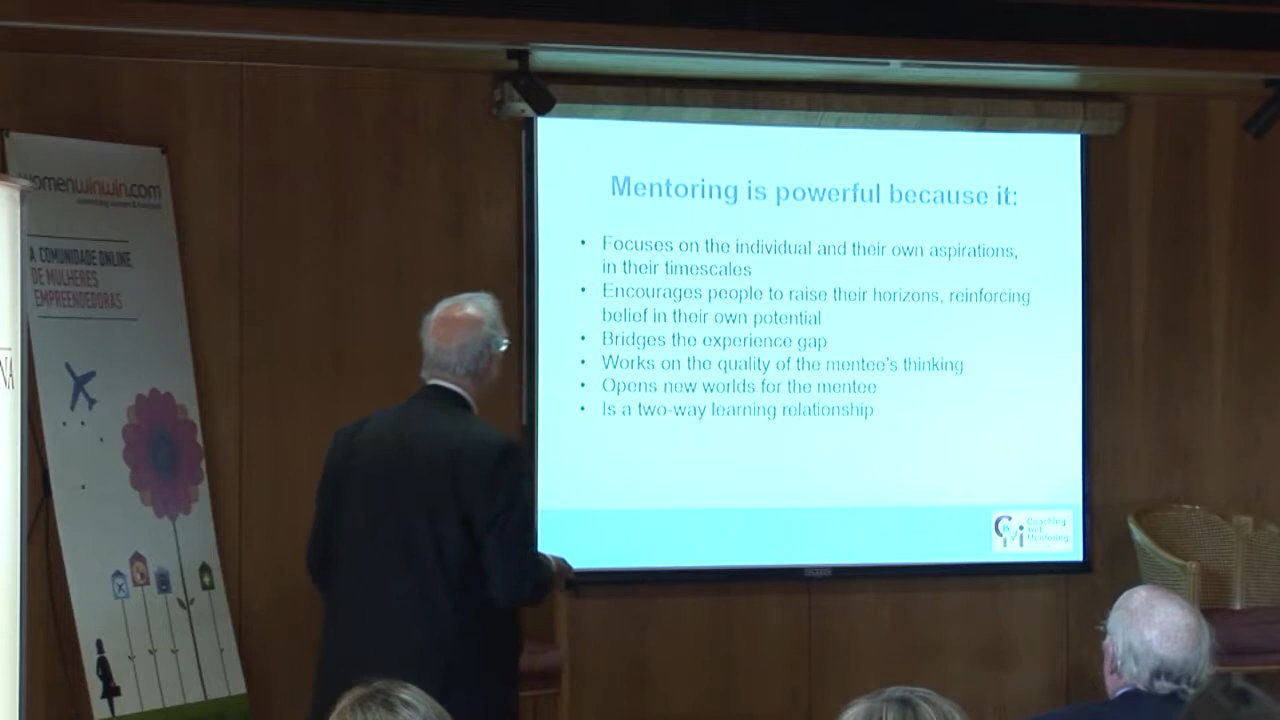 womenwinwin.com
A COMUNIDADE ONLINE
DE MULHERES
EMPREENDEDORAS
NA
Mentoring is powerful because it:
• Focuses on the individual and their own aspirations,
in their timescales
• Encourages people to raise their horizons, reinforcing
belief in their own potential
• Bridges the experience gap
• Works on the quality of the mentee's thinking
• Opens new worlds for the mentee
• Is a two-way learning relationship
Coaching
and
Mentoring